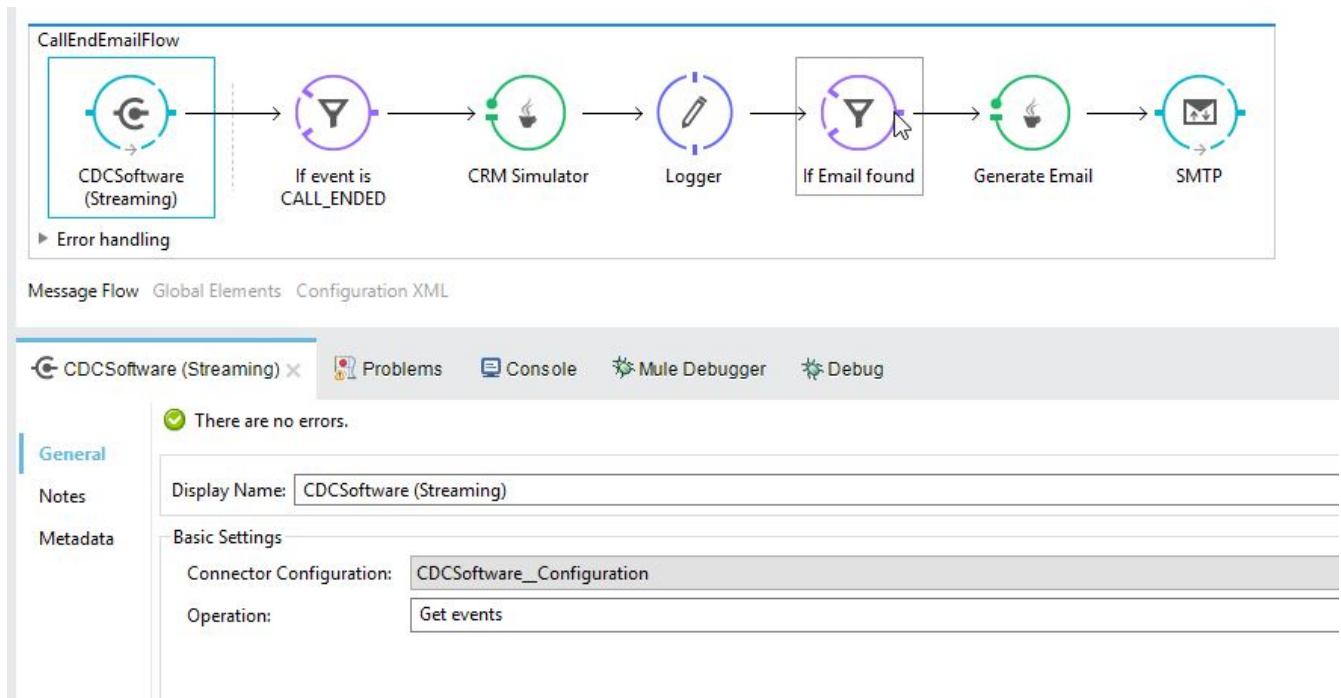 CallEndEmailFlow
CDCSoftware
(Streaming)
If event is
CALL_ENDED
CRM Simulator
Logger
If Email found
Generate Email
SMTP
Error handling
Message Flow Global Elements Configuration XML
CDCSoftware (Streaming) Problems Console Mule Debugger Debug
There are no errors.
General
Display Name: CDCSoftware (Streaming)
Notes
Basic Settings
Metadata
Connector Configuration: CDCSoftware__Configuration
Operation: Get events